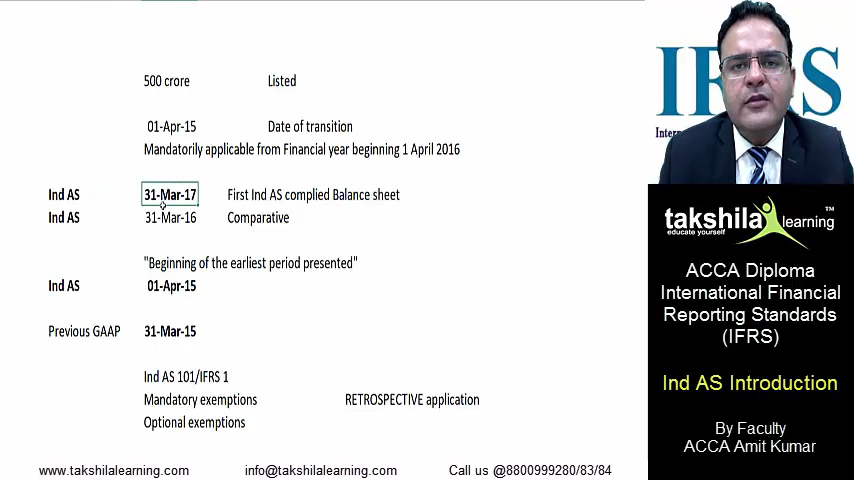 500 crore Listed
01-Apr-15 Date of transition
Mandatorily applicable from Financial year beginning 1 April 2016
Ind AS 31-Mar-17 First Ind AS complied Balance sheet
Ind AS 31-Mar-16 Comparative
"Beginning of the earliest period presented"
Ind AS 01-Apr-15
Previous GAAP 31-Mar-15
Ind AS 101/IFRS 1
Mandatory exemptions RETROSPECTIVE application
Optional exemptions
www.takshilalearning.com info@takshilalearning.com Call us @8800999280/83/84
IFRS
takshila learning TM
educate yourself
ACCA Diploma
International Financial
Reporting Standards
(IFRS)
Ind AS Introduction
By Faculty
ACCA Amit Kumar